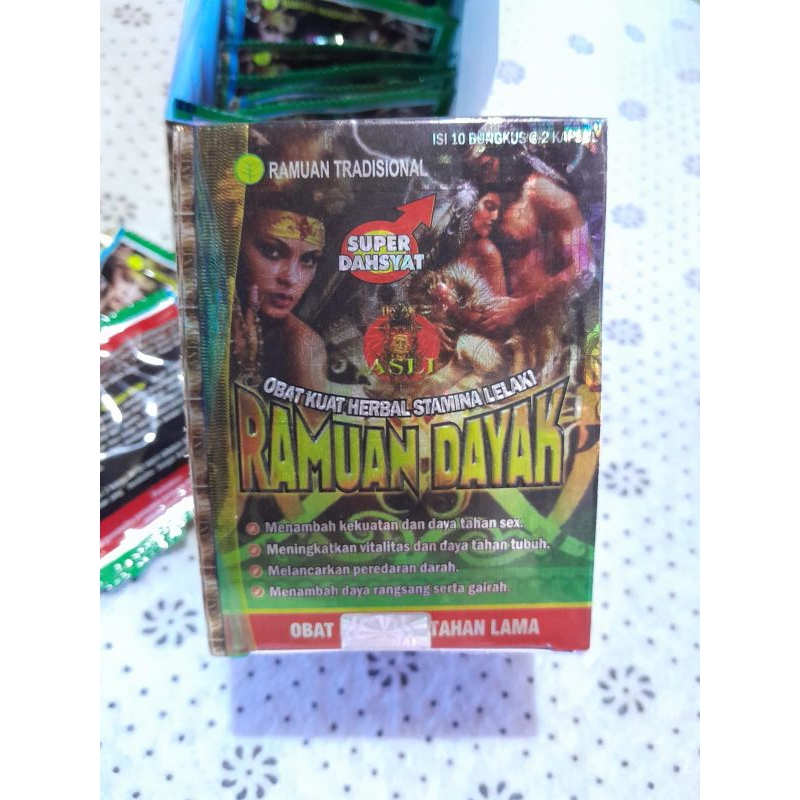 ISI 10 BUNGKUS @ 2 KAPSUL
RAMUAN TRADISIONAL
SUPER
DAHSYAT
ASLI
OBAT KUAT HERBAL STAMINA LELAKI
RAMUAN DAYAK
Menambah kekuatan dan daya tahan sex.
Meningkatkan vitalitas dan daya tahan tubuh.
Melancarkan peredaran darah.
Menambah daya rangsang serta gairah.
OBAT TAHAN LAMA